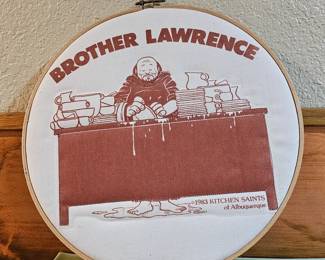 BROTHER LAWRENCE
©1983 KITCHEN SAINTS
of Albuquerque